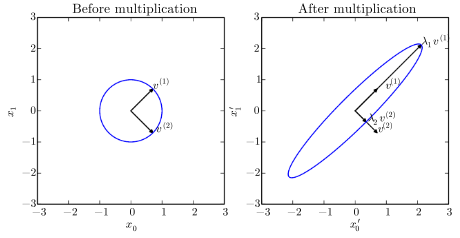 Before multiplication
3
2
1
0
−1
−2
−3
−3 −2 −1 0 1 2 3
x₁
x₀
v⁽¹⁾
v⁽²⁾
After multiplication
3
2
1
0
−1
−2
−3
−3 −2 −1 0 1 2 3
x′₁
x′₀
λ₁ v⁽¹
v⁽¹⁾
λ₂ v⁽²⁾
v⁽²⁾